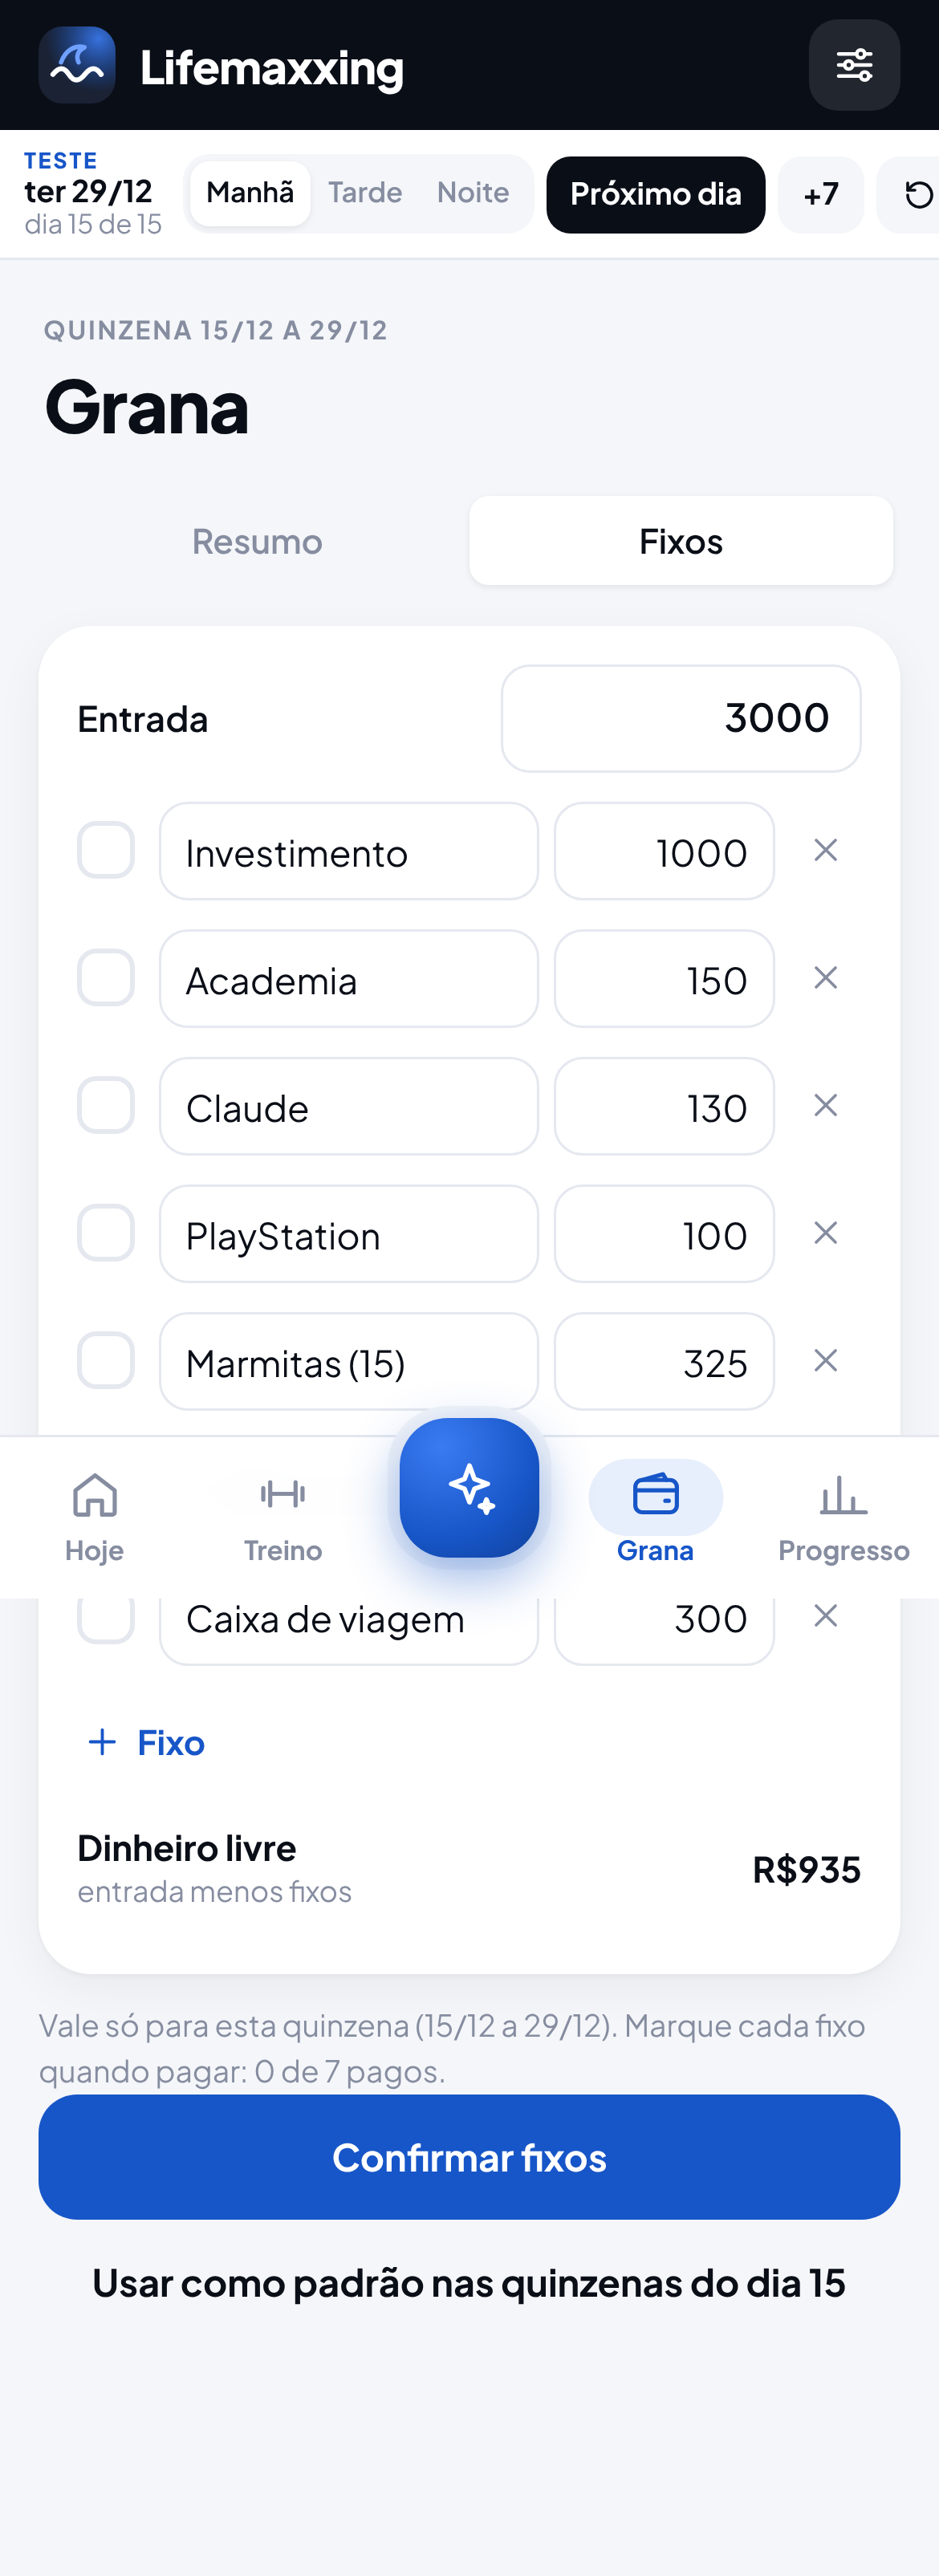 Lifemaxxing
TESTE
ter 29/12
dia 15 de 15
Manhã
Tarde
Noite
Próximo dia
+7
QUINZENA 15/12 A 29/12
Grana
Resumo
Fixos
Entrada
3000
Investimento
1000
Academia
150
Claude
130
PlayStation
100
Marmitas (15)
325
Hoje
Treino
Grana
Progresso
Caixa de viagem
300
Fixo
Dinheiro livre
entrada menos fixos
R$935
Vale só para esta quinzena (15/12 a 29/12). Marque cada fixo
quando pagar: 0 de 7 pagos.
Confirmar fixos
Usar como padrão nas quinzenas do dia 15